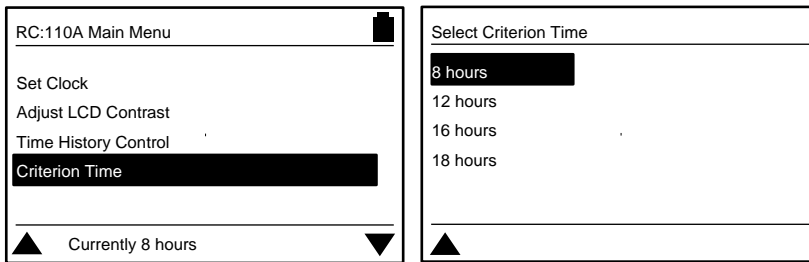 RC:110A Main Menu
Set Clock
Adjust LCD Contrast
Time History Control
Criterion Time
Currently 8 hours
Select Criterion Time
8 hours
12 hours
16 hours
18 hours